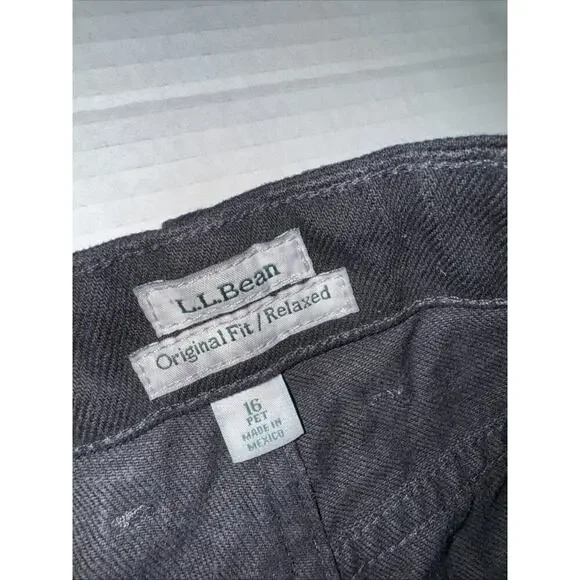 L.L.Bean
Original Fit / Relaxed
16
PET
MADE IN
MEXICO